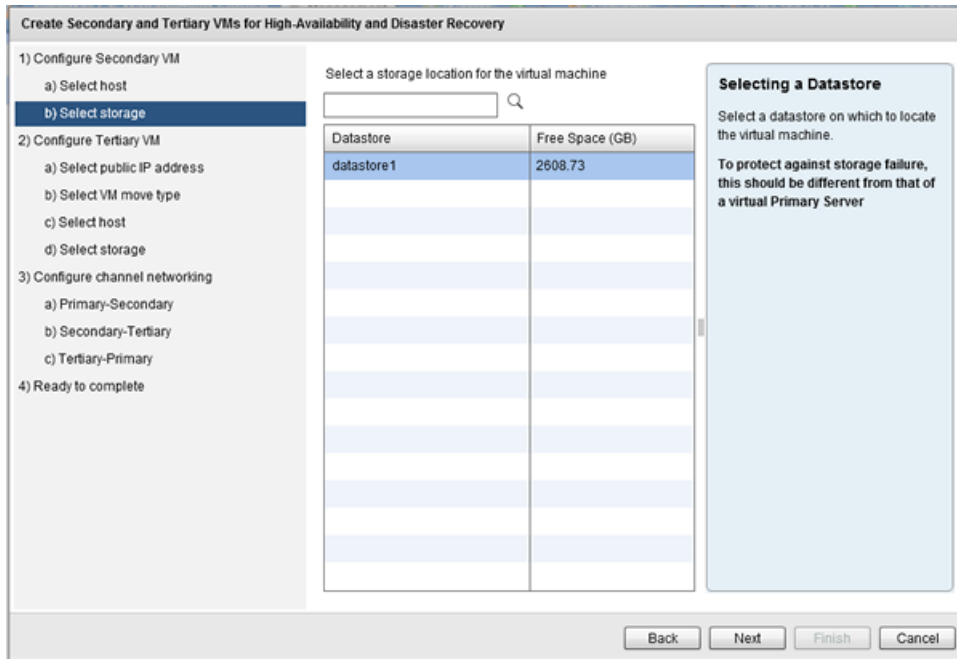 Create Secondary and Tertiary VMs for High-Availability and Disaster Recovery
1) Configure Secondary VM
a) Select host
b) Select storage
2) Configure Tertiary VM
a) Select public IP address
b) Select VM move type
c) Select host
d) Select storage
3) Configure channel networking
a) Primary-Secondary
b) Secondary-Tertiary
c) Tertiary-Primary
4) Ready to complete
Select a storage location for the virtual machine
Datastore Free Space (GB)
datastore1 2608.73
Selecting a Datastore
Select a datastore on which to locate
the virtual machine.
To protect against storage failure,
this should be different from that of
a virtual Primary Server
Back Next Finish Cancel